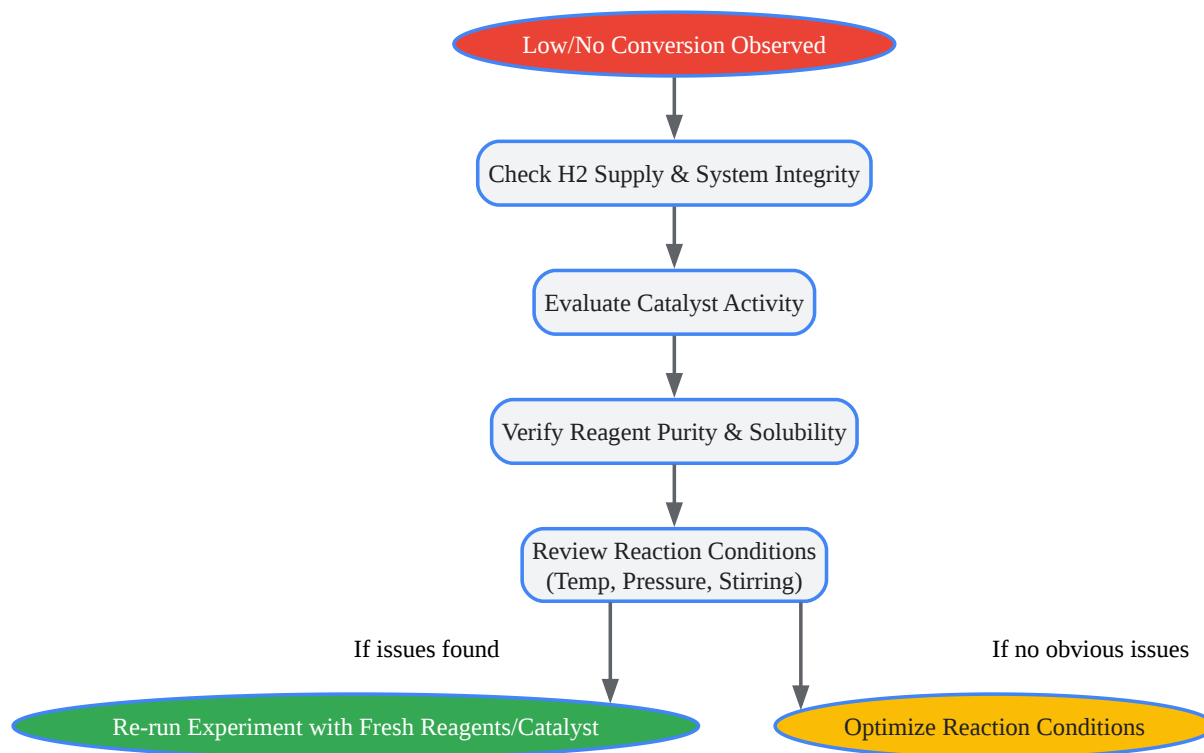 Low/No Conversion Observed
Check H2 Supply & System Integrity
Evaluate Catalyst Activity
Verify Reagent Purity & Solubility
Review Reaction Conditions
(Temp, Pressure, Stirring)
If issues found
If no obvious issues
Re-run Experiment with Fresh Reagents/Catalyst
Optimize Reaction Conditions